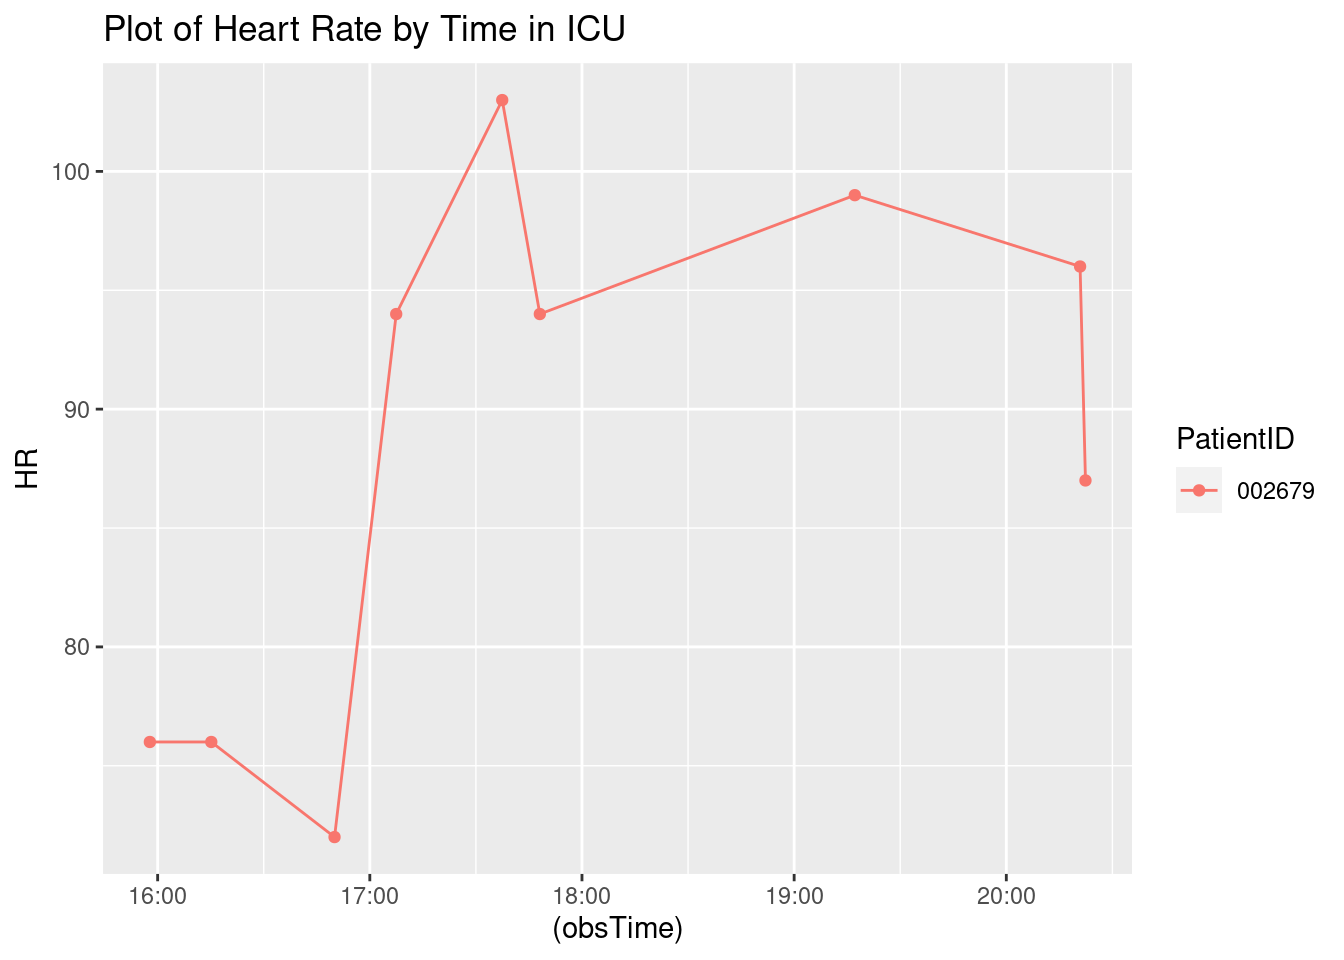 Plot of Heart Rate by Time in ICU
100
90
80
HR
16:00 17:00 18:00 19:00 20:00
(obsTime)
PatientID
002679